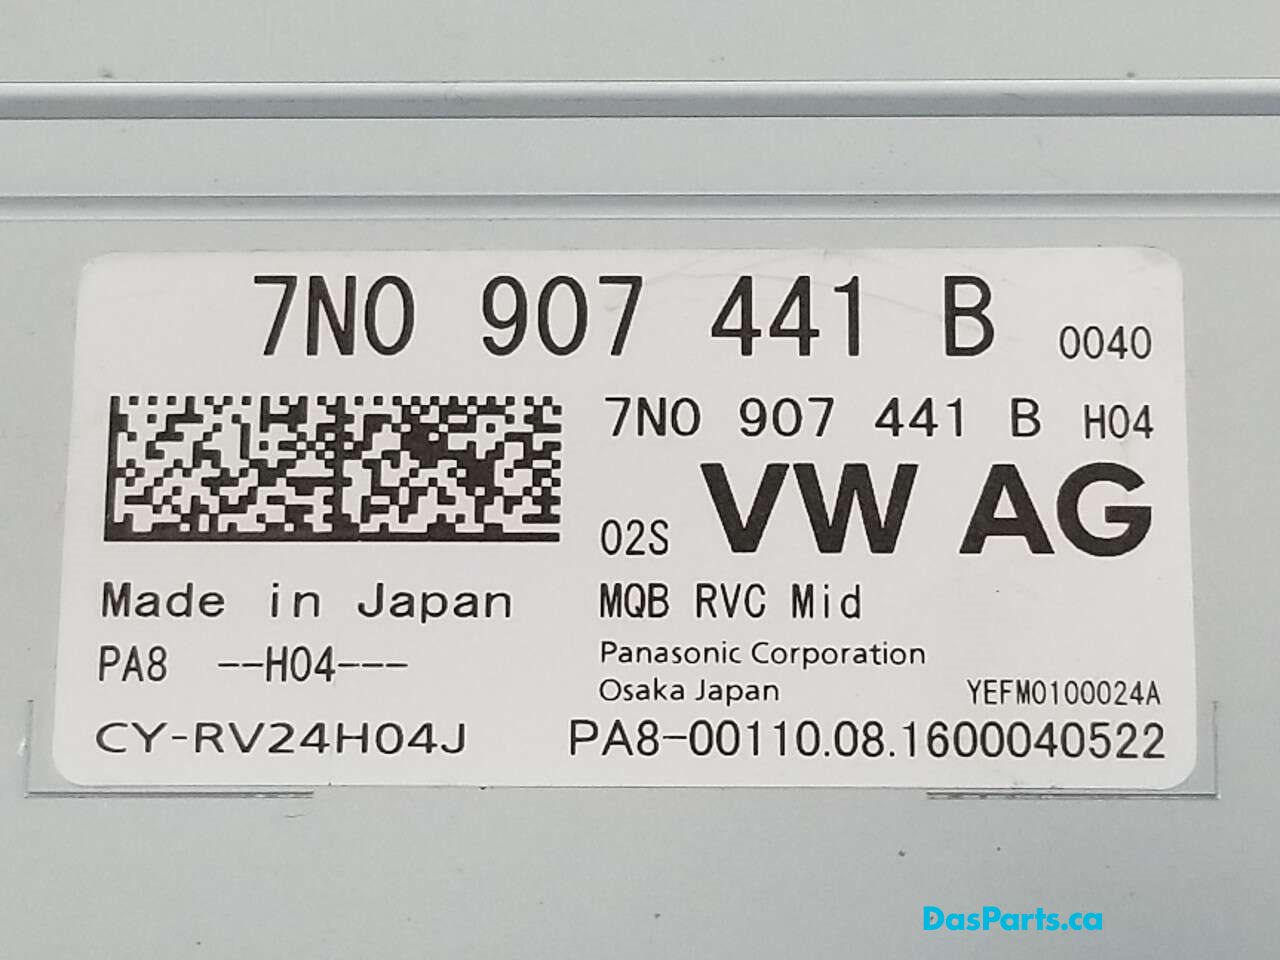 7N0 907 441 B 0040
7N0 907 441 B H04
02S VW AG
Made in Japan
MQB RVC Mid
PA8 --H04---
Panasonic Corporation
Osaka Japan
YEFM0100024A
CY-RV24H04J
PA8-00110.08.1600040522
DasParts.ca